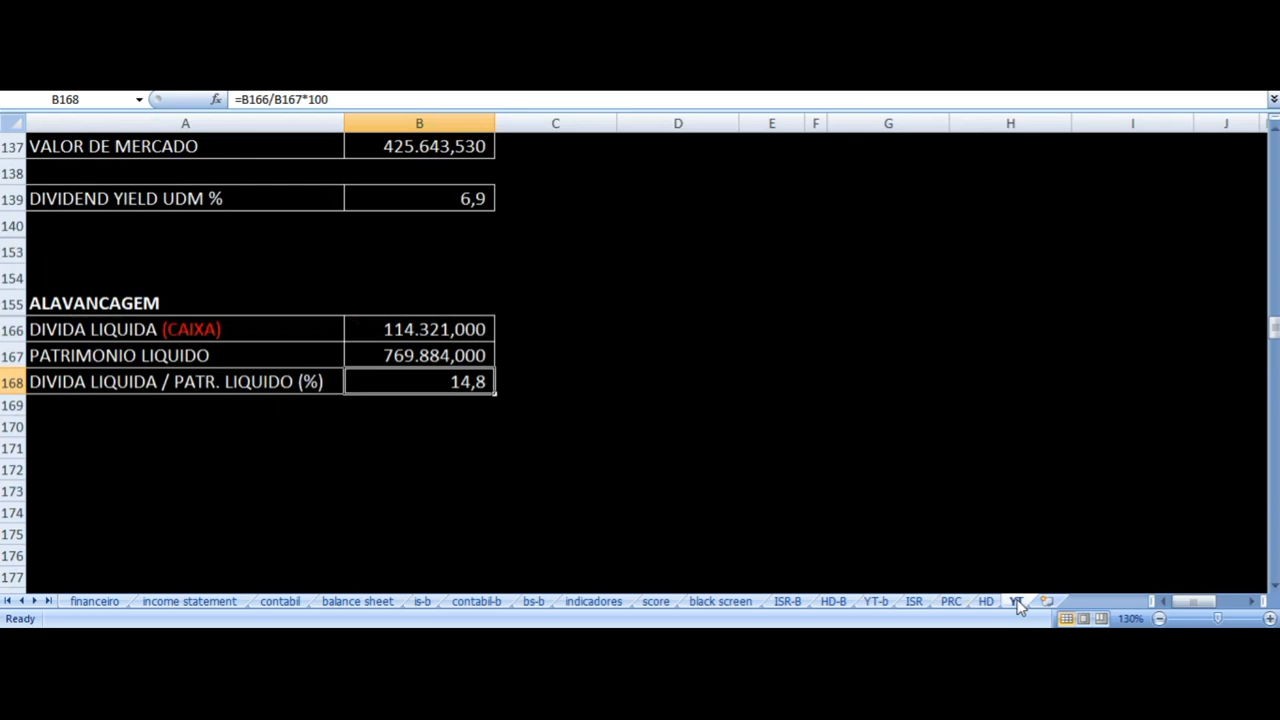 B168 fx =B166/B167*100
A B C D E F G H I J
137 VALOR DE MERCADO 425.643,530
138
139 DIVIDEND YIELD UDM % 6,9
140
153
154
155 ALAVANCAGEM
166 DIVIDA LIQUIDA (CAIXA) 114.321,000
167 PATRIMONIO LIQUIDO 769.884,000
168 DIVIDA LIQUIDA / PATR. LIQUIDO (%) 14,8
169
170
171
172
173
174
175
176
177
financeiro income statement contabil balance sheet is-b contabil-b bs-b indicadores score black screen ISR-B HD-B YT-b ISR PRC HD YT
Ready 130%